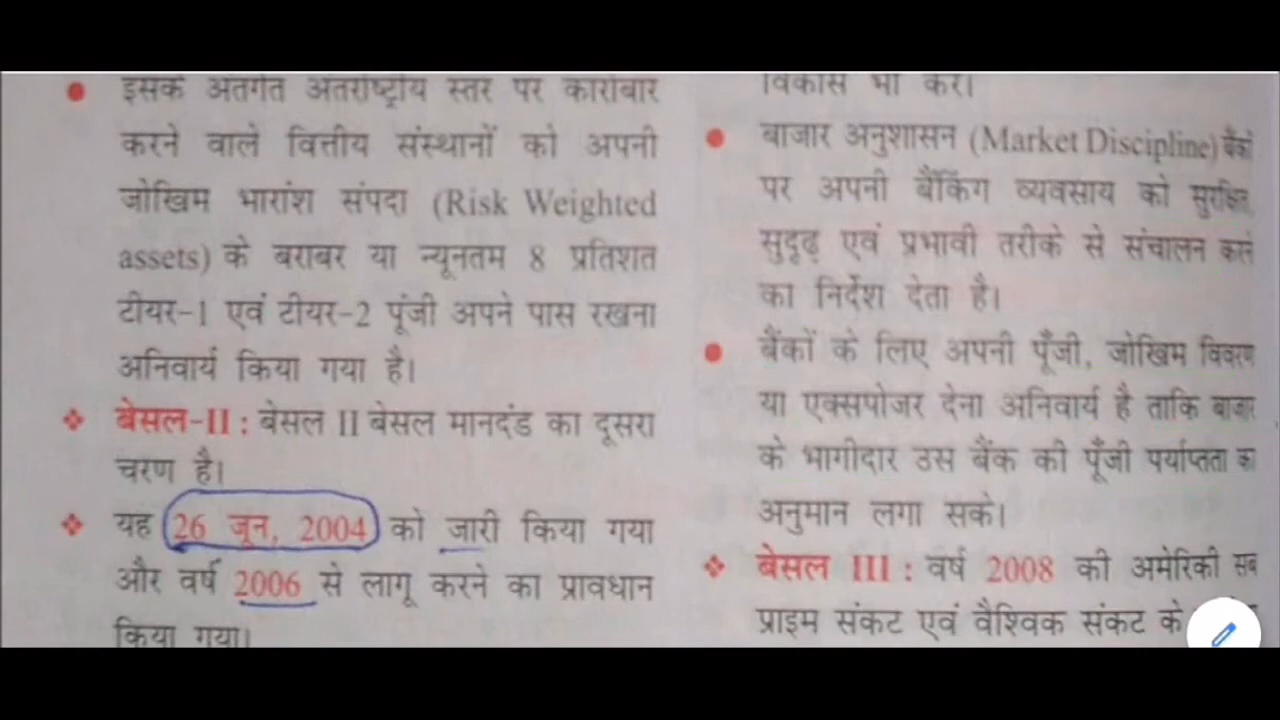 इसके अंतर्गत अंतर्राष्ट्रीय स्तर पर कारोबार
करने वाले वित्तीय संस्थानों को अपनी
जोखिम भारांश संपदा (Risk Weighted
assets) के बराबर या न्यूनतम 8 प्रतिशत
टीयर-1 एवं टीयर-2 पूंजी अपने पास रखना
अनिवार्य किया गया है।
❖ बेसल-II : बेसल II बेसल मानदंड का दूसरा
चरण है।
❖ यह 26 जून, 2004 को जारी किया गया
और वर्ष 2006 से लागू करने का प्रावधान
किया गया।
विकास भी करें।
बाजार अनुशासन (Market Discipline) बैंकों
पर अपनी बैंकिंग व्यवसाय को सुरक्षित,
सुदृढ़ एवं प्रभावी तरीके से संचालन करने
का निर्देश देता है।
बैंकों के लिए अपनी पूँजी, जोखिम विवरण
या एक्सपोजर देना अनिवार्य है ताकि बाजार
के भागीदार उस बैंक की पूँजी पर्याप्तता का
अनुमान लगा सके।
❖ बेसल III : वर्ष 2008 की अमेरिकी सब
प्राइम संकट एवं वैश्विक संकट के